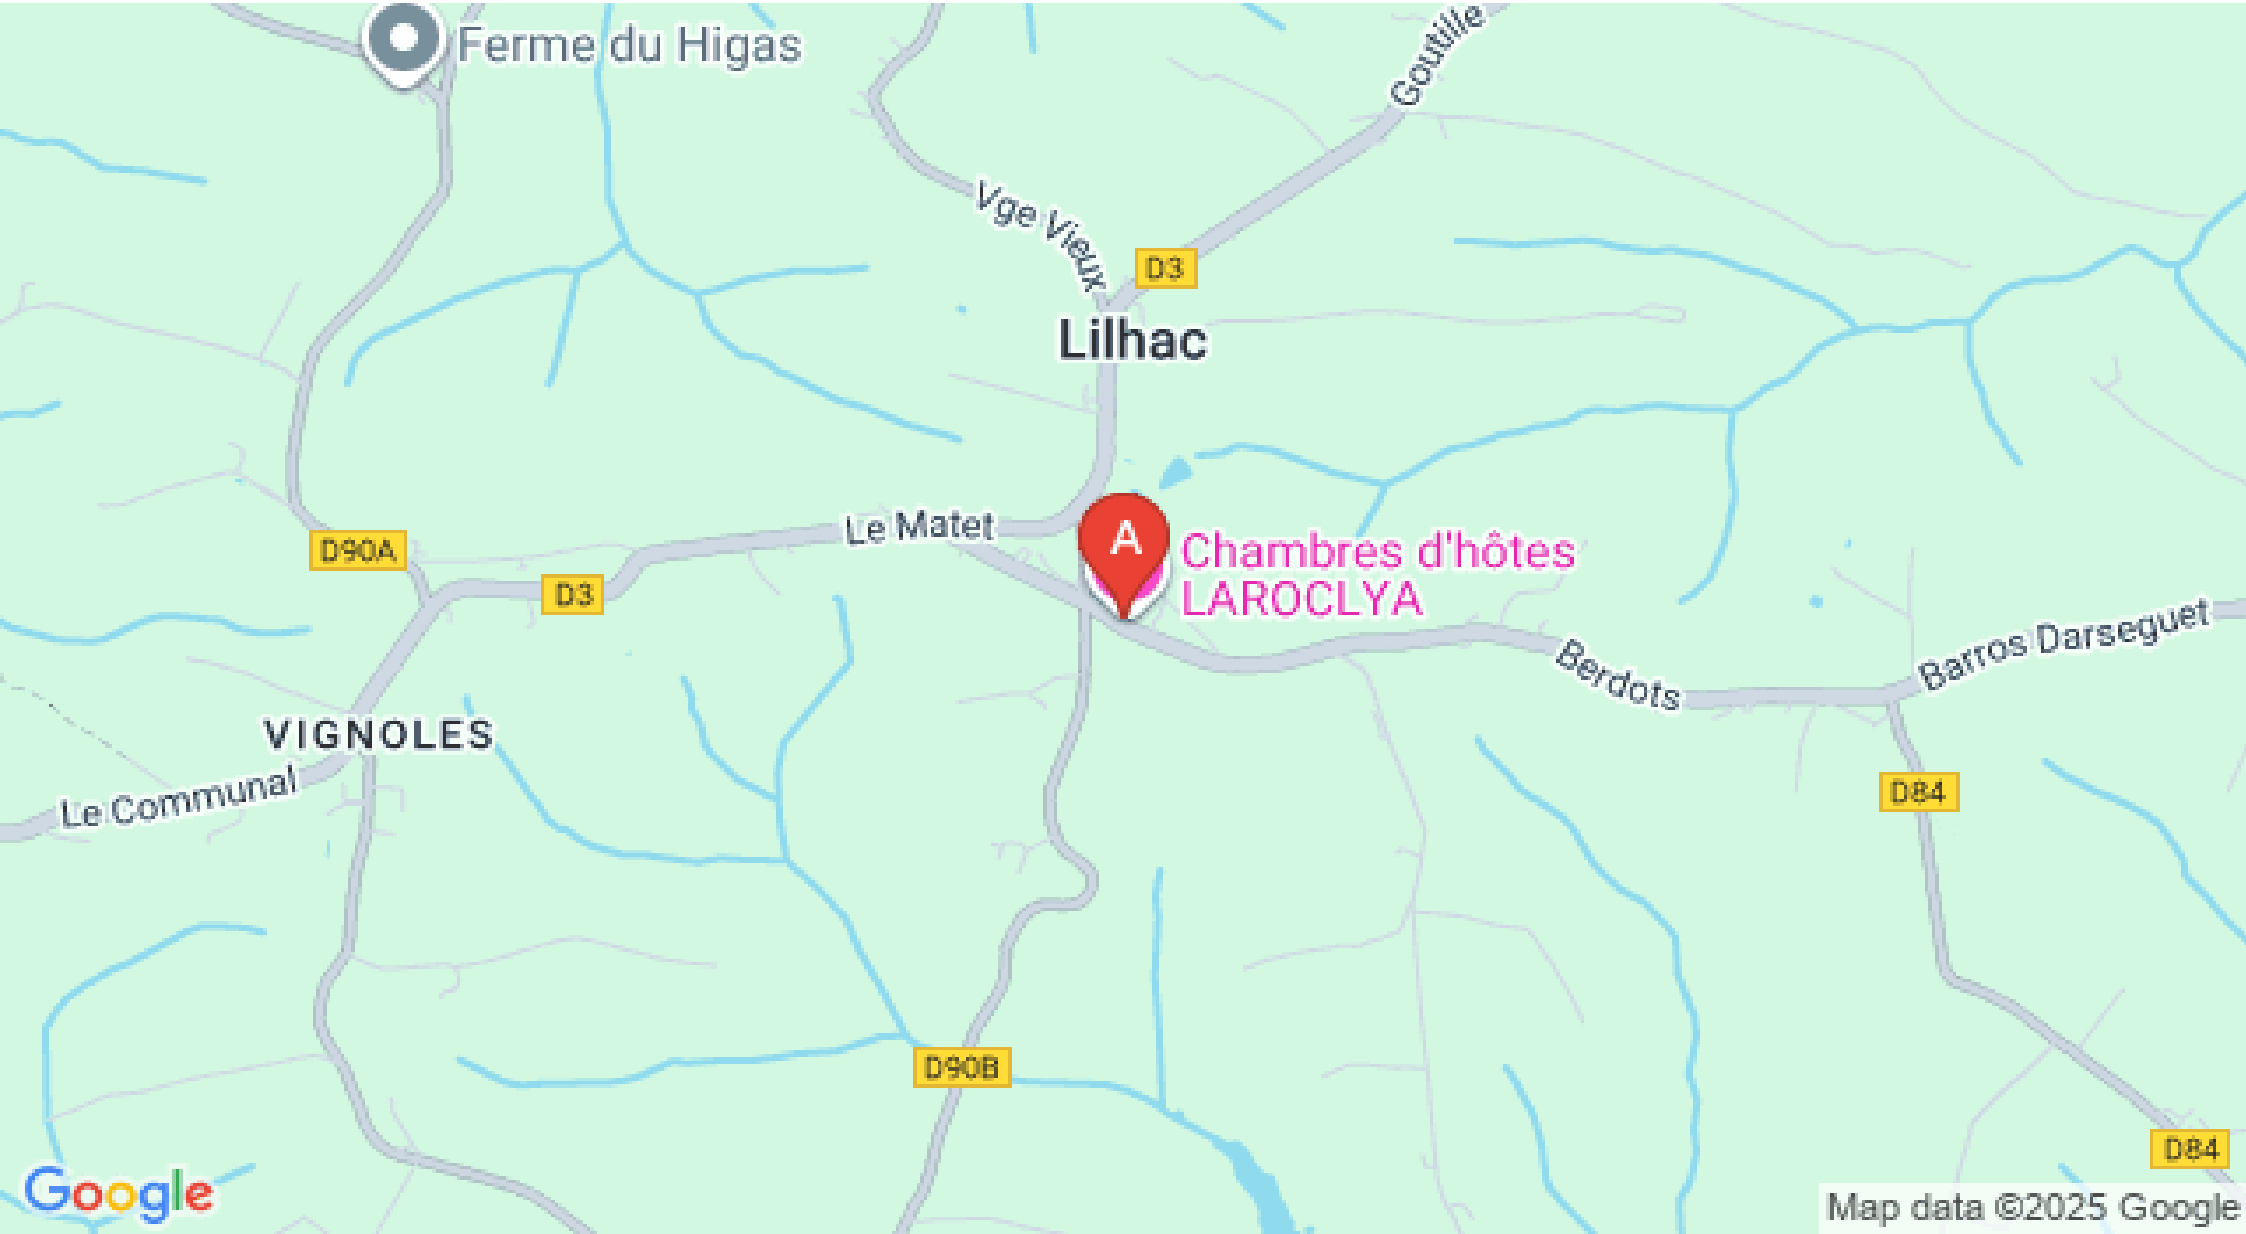 Ferme du Higas
Goutille
Vge Vieux
D3
Lilhac
Le Matet
A
Chambres d'hôtes
LAROCLYA
D90A
D3
Berdots
Barros Darseguet
VIGNOLES
Le Communal
D84
D90B
D84
Google
Map data ©2025 Google